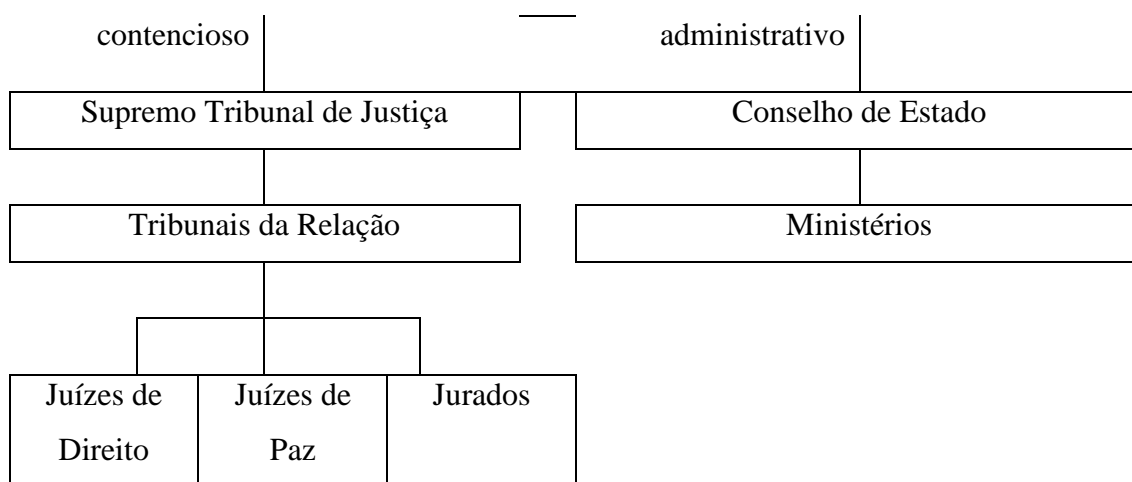 contencioso
administrativo
Supremo Tribunal de Justiça
Conselho de Estado
Tribunais da Relação
Ministérios
Juízes de
Direito
Juízes de
Paz
Jurados